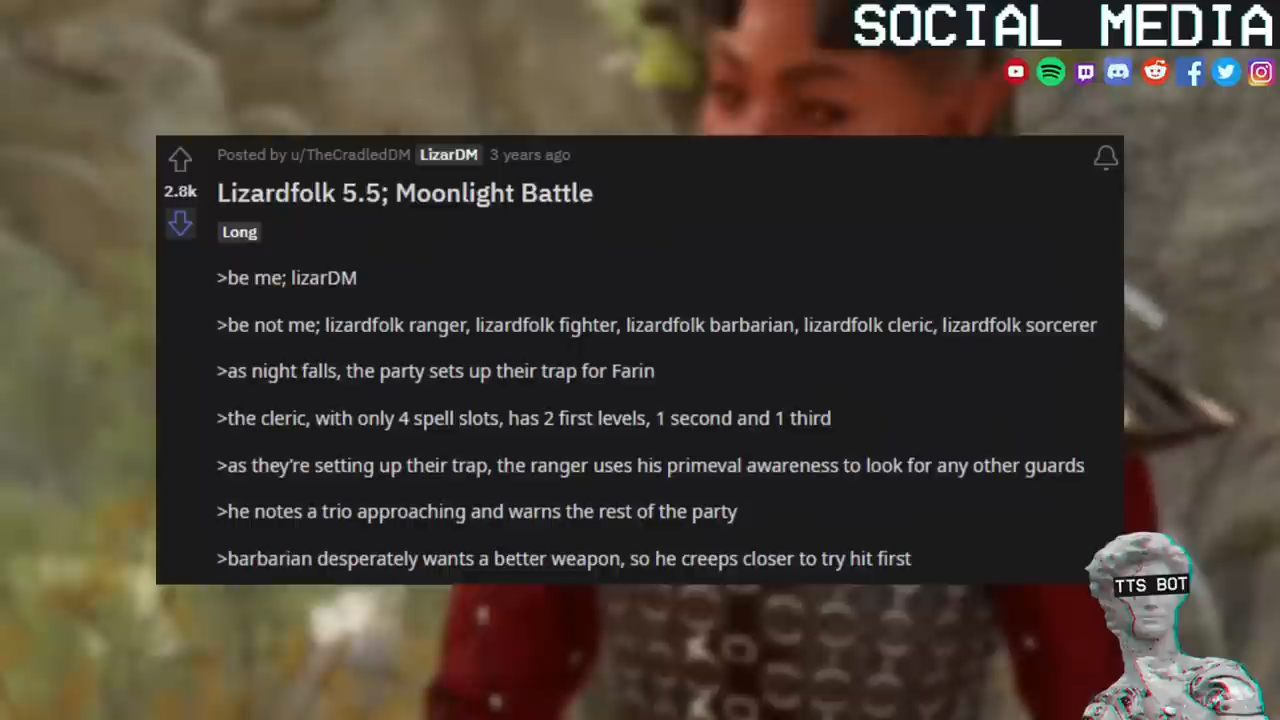 SOCIAL MEDIA
Posted by u/TheCradledDM LizarDM 3 years ago
2.8k
Lizardfolk 5.5; Moonlight Battle
Long
>be me; lizarDM
>be not me; lizardfolk ranger, lizardfolk fighter, lizardfolk barbarian, lizardfolk cleric, lizardfolk sorcerer
>as night falls, the party sets up their trap for Farin
>the cleric, with only 4 spell slots, has 2 first levels, 1 second and 1 third
>as they're setting up their trap, the ranger uses his primeval awareness to look for any other guards
>he notes a trio approaching and warns the rest of the party
>barbarian desperately wants a better weapon, so he creeps closer to try hit first
TTS BOT